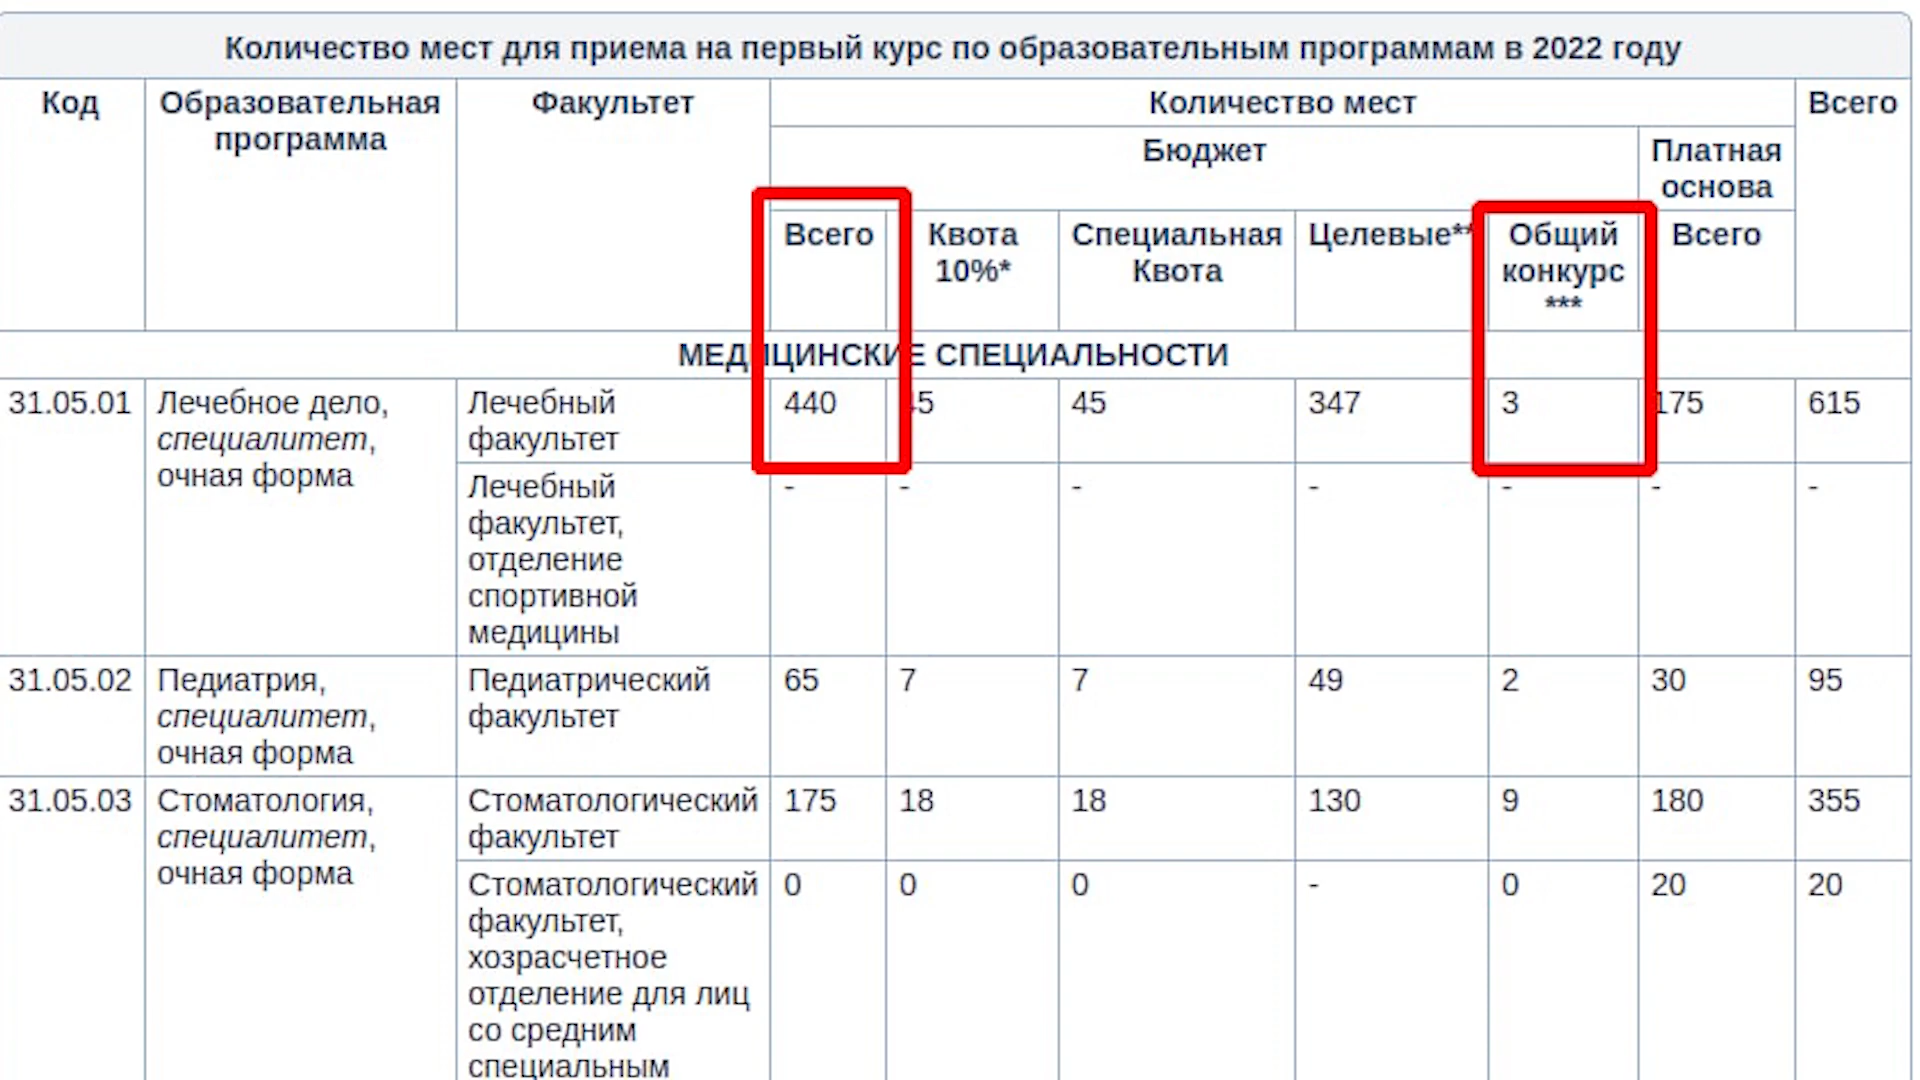 Количество мест для приема на первый курс по образовательным программам в 2022 году
Код
Образовательная
программа
Факультет
Количество мест
Всего
Бюджет
Платная
основа
Всего
Квота
10%*
Специальная
Квота
Целевые**
Общий
конкурс
***
Всего
МЕДИЦИНСКИЕ СПЕЦИАЛЬНОСТИ
31.05.01
Лечебное дело,
специалитет,
очная форма
Лечебный
факультет
440
45
45
347
3
175
615
Лечебный
факультет,
отделение
спортивной
медицины
-
-
-
-
-
-
-
31.05.02
Педиатрия,
специалитет,
очная форма
Педиатрический
факультет
65
7
7
49
2
30
95
31.05.03
Стоматология,
специалитет,
очная форма
Стоматологический
факультет
175
18
18
130
9
180
355
Стоматологический
факультет,
хозрасчетное
отделение для лиц
со средним
специальным
0
0
0
-
0
20
20